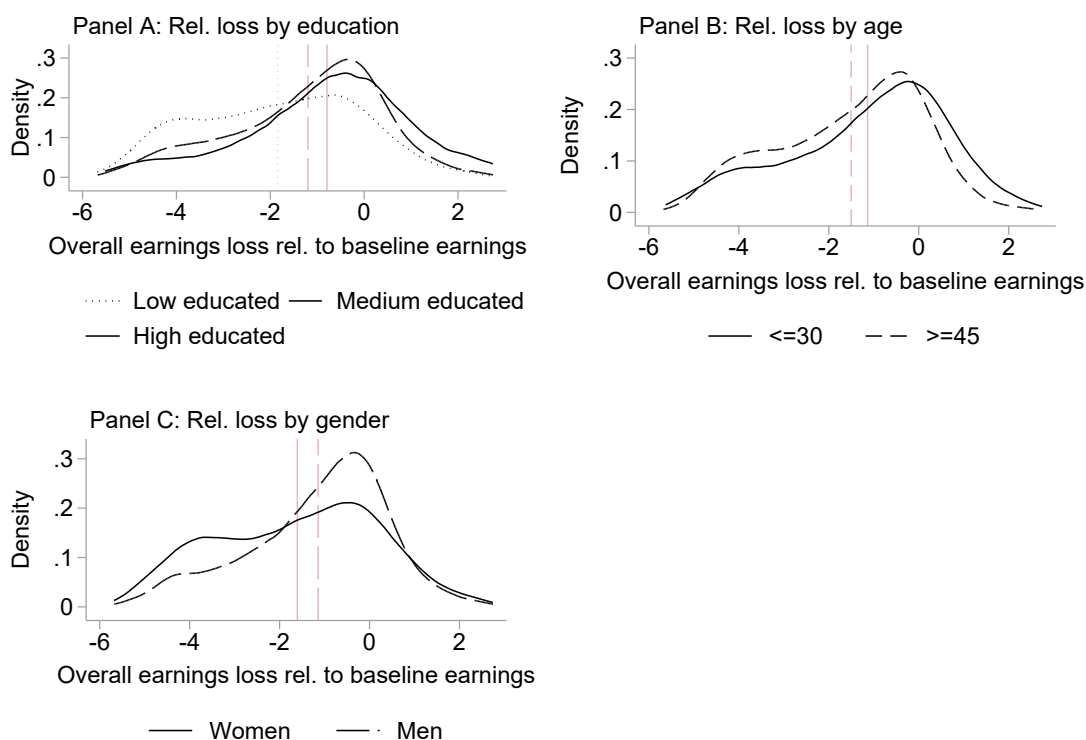 Panel A: Rel. loss by education
Density
.3
.2
.1
0
-6 -4 -2 0 2
Overall earnings loss rel. to baseline earnings
Low educated Medium educated
High educated
Panel B: Rel. loss by age
Density
.3
.2
.1
0
-6 -4 -2 0 2
Overall earnings loss rel. to baseline earnings
<=30 >=45
Panel C: Rel. loss by gender
Density
.3
.2
.1
0
-6 -4 -2 0 2
Overall earnings loss rel. to baseline earnings
Women Men